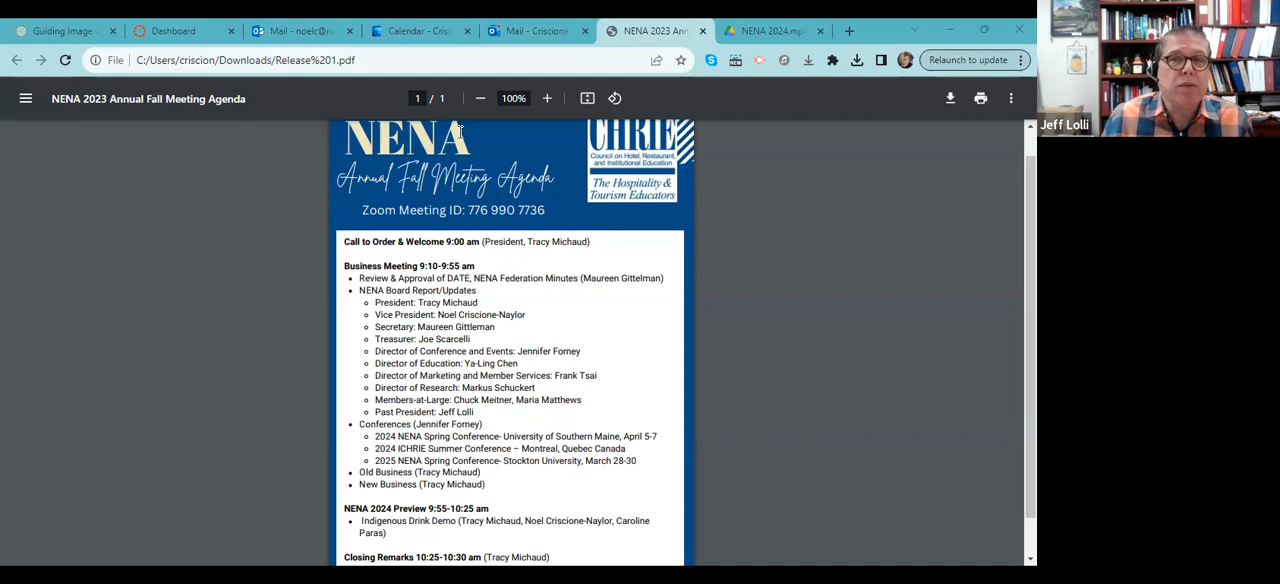 Guiding Image
Dashboard
Mail - noelc@ru
Calendar - Crisc
Mail - Criscione
NENA 2023 Ann
NENA 2024.mp4
File
C:/Users/criscion/Downloads/Release%201.pdf
NEW
Relaunch to update
NENA 2023 Annual Fall Meeting Agenda
1 / 1
100%
Jeff Lolli
NENA
CHRIE
Council on Hotel, Restaurant,
and Institutional Education
Annual Fall Meeting Agenda
The Hospitality &
Tourism Educators
Zoom Meeting ID: 776 990 7736
Call to Order & Welcome 9:00 am (President, Tracy Michaud)
Business Meeting 9:10-9:55 am
• Review & Approval of DATE, NENA Federation Minutes (Maureen Gittelman)
• NENA Board Report/Updates
◦ President: Tracy Michaud
◦ Vice President: Noel Criscione-Naylor
◦ Secretary: Maureen Gittleman
◦ Treasurer: Joe Scarcelli
◦ Director of Conference and Events: Jennifer Forney
◦ Director of Education: Ya-Ling Chen
◦ Director of Marketing and Member Services: Frank Tsai
◦ Director of Research: Markus Schuckert
◦ Members-at-Large: Chuck Meitner, Maria Matthews
◦ Past President: Jeff Lolli
• Conferences (Jennifer Forney)
◦ 2024 NENA Spring Conference- University of Southern Maine, April 5-7
◦ 2024 ICHRIE Summer Conference – Montreal, Quebec Canada
◦ 2025 NENA Spring Conference- Stockton University, March 28-30
• Old Business (Tracy Michaud)
• New Business (Tracy Michaud)
NENA 2024 Preview 9:55-10:25 am
• Indigenous Drink Demo (Tracy Michaud, Noel Criscione-Naylor, Caroline
Paras)
Closing Remarks 10:25-10:30 am (Tracy Michaud)